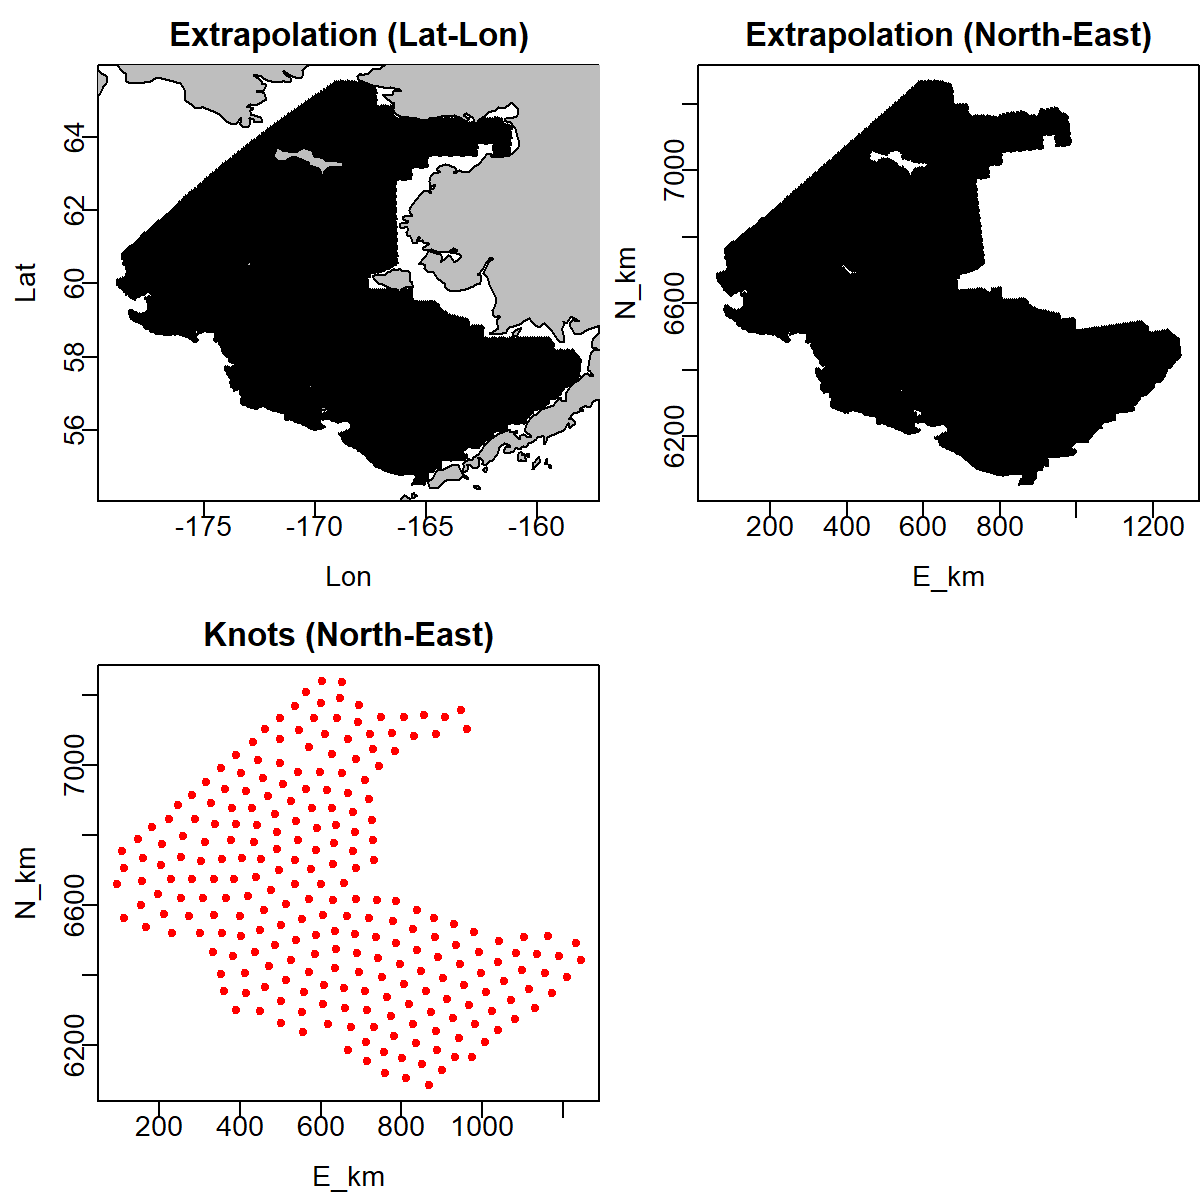 Extrapolation (Lat-Lon)
Lat
64
62
60
58
56
-175 -170 -165 -160
Lon
Extrapolation (North-East)
N_km
7000
6600
6200
200 400 600 800 1200
E_km
Knots (North-East)
N_km
7000
6600
6200
200 400 600 800 1000
E_km